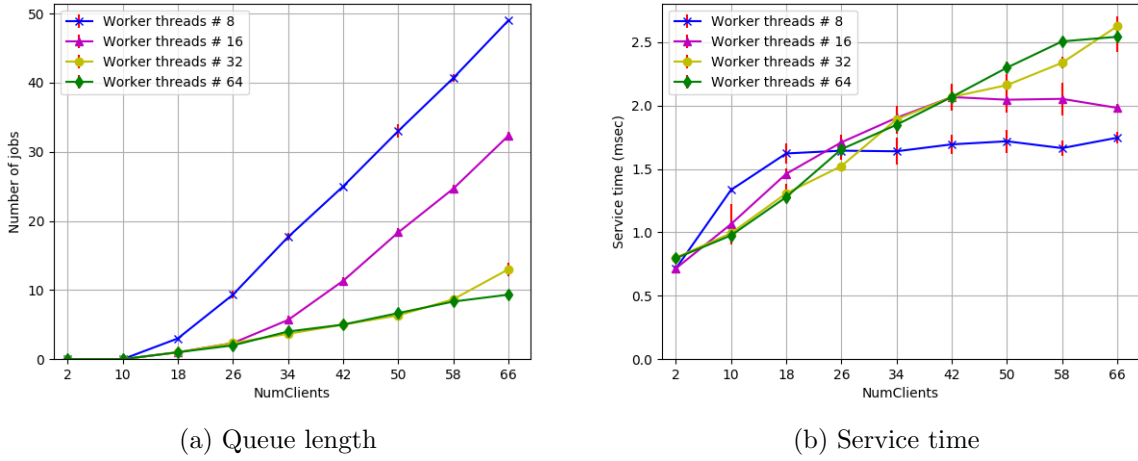 Worker threads # 8
Worker threads # 16
Worker threads # 32
Worker threads # 64
Number of jobs
50
40
30
20
10
0
2 10 18 26 34 42 50 58 66
NumClients
(a) Queue length
Worker threads # 8
Worker threads # 16
Worker threads # 32
Worker threads # 64
Service time (msec)
2.5
2.0
1.5
1.0
0.5
0.0
2 10 18 26 34 42 50 58 66
NumClients
(b) Service time